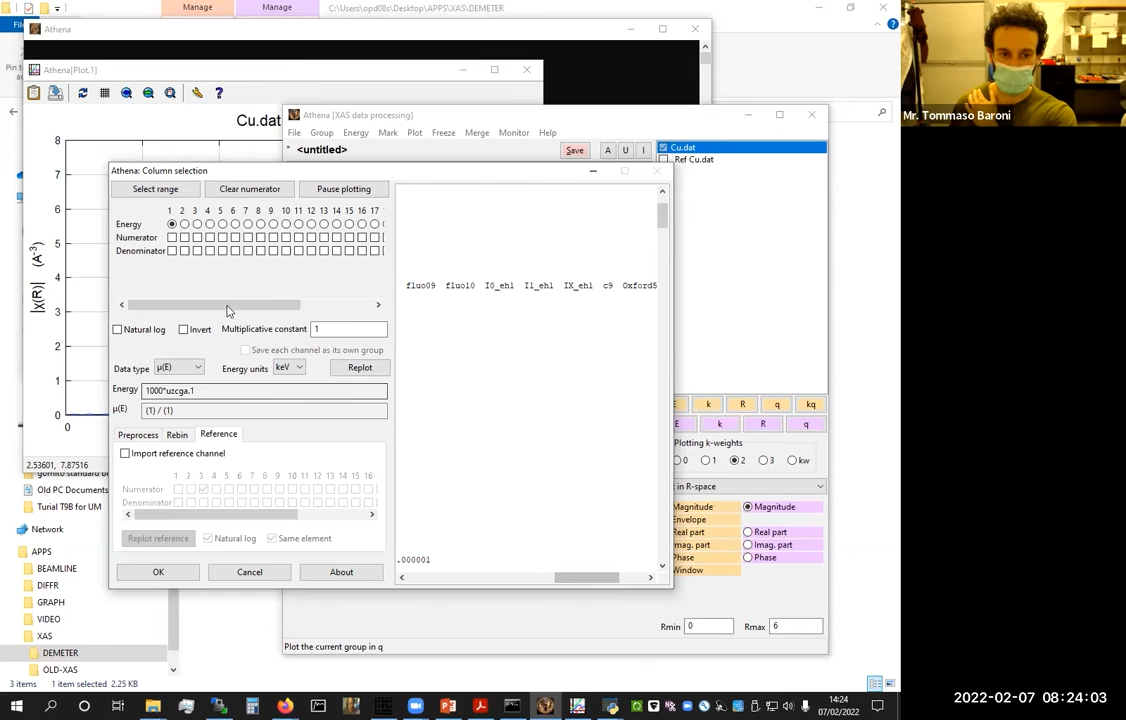 Manage
Manage
C:\Users\opd08s\Desktop\APPS\XAS\DEMETER
Athena
Athena[Plot.1]
Cu.dat
8
7
6
5
4
3
2
1
0
0
|χ(R)| (Å⁻³)
2.53601, 7.87516
Athena [XAS data processing]
File Group Energy Mark Plot Freeze Merge Monitor Help
* <untitled>
Save
A U I
Cu.dat
Ref Cu.dat
Athena: Column selection
Select range Clear numerator Pause plotting
1 2 3 4 5 6 7 8 9 10 11 12 13 14 15 16 17
Energy
Numerator
Denominator
Natural log Invert Multiplicative constant 1
Save each channel as its own group
Data type μ(E) Energy units keV Replot
Energy 1000*uzcga.1
μ(E) (1) / (1)
Preprocess Rebin Reference
Import reference channel
1 2 3 4 5 6 7 8 9 10 11 12 13 14 15 16
Numerator
Denominator
Replot reference Natural log Same element
OK Cancel About
fluo09 fluo10 I0_eh1 I1_eh1 IX_eh1 c9 Oxford5
.000001
E k R q kq
E k R q
Plotting k-weights
0 1 2 3 kw
t in R-space
Magnitude Magnitude
Envelope
Real part Real part
Imag. part Imag. part
Phase Phase
Window
Rmin 0 Rmax 6
Plot the current group in q
Old PC Documents
Turial T9B for UM
Network
APPS
BEAMLINE
DIFFR
GRAPH
VIDEO
XAS
DEMETER
OLD-XAS
3 items 1 item selected 2.25 KB
14:24
07/02/2022
Mr. Tommaso Baroni
2022-02-07 08:24:03